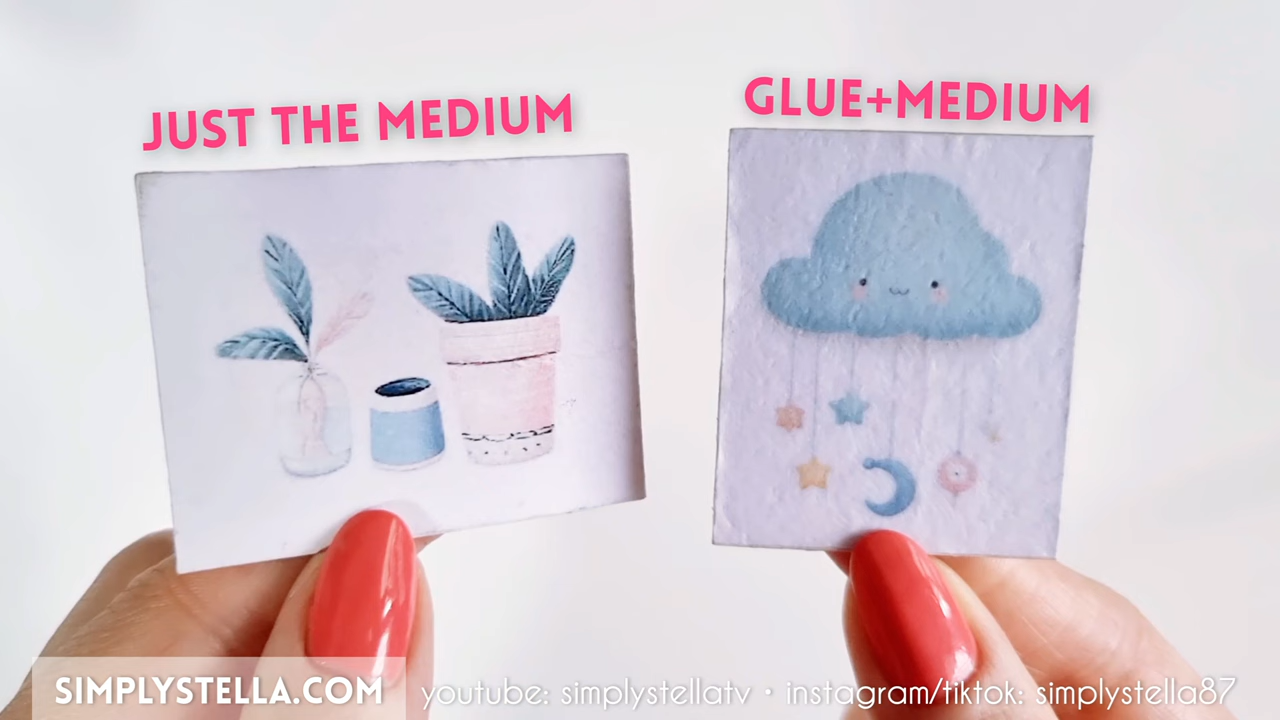 JUST THE MEDIUM
GLUE+MEDIUM
SIMPLYSTELLA.COM
youtube: simplystellatv • instagram/tiktok: simplystella87